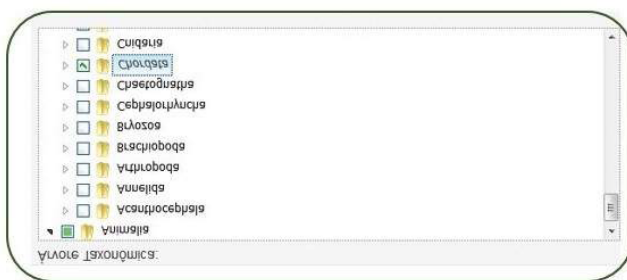 Árvore Taxonômica:
Animalia
Acanthocephala
Annelida
Arthropoda
Brachiopoda
Bryozoa
Cephalorhyncha
Chaetognatha
Chordata
Cnidaria